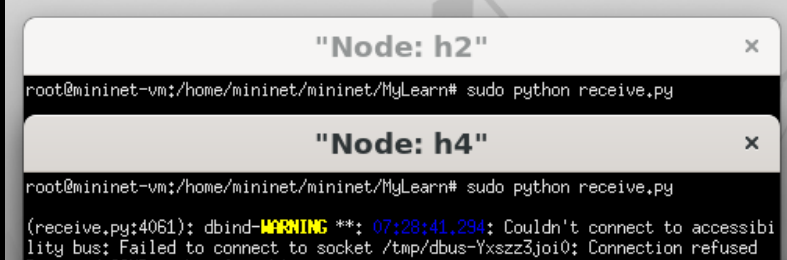 "Node: h2"
root@mininet-vm:/home/mininet/mininet/MyLearn# sudo python receive.py
"Node: h4"
root@mininet-vm:/home/mininet/mininet/MyLearn# sudo python receive.py
(receive.py:4061): dbind-WARNING **: 07:28:41.294: Couldn't connect to accessibi
lity bus: Failed to connect to socket /tmp/dbus-Yxszz3joi0: Connection refused